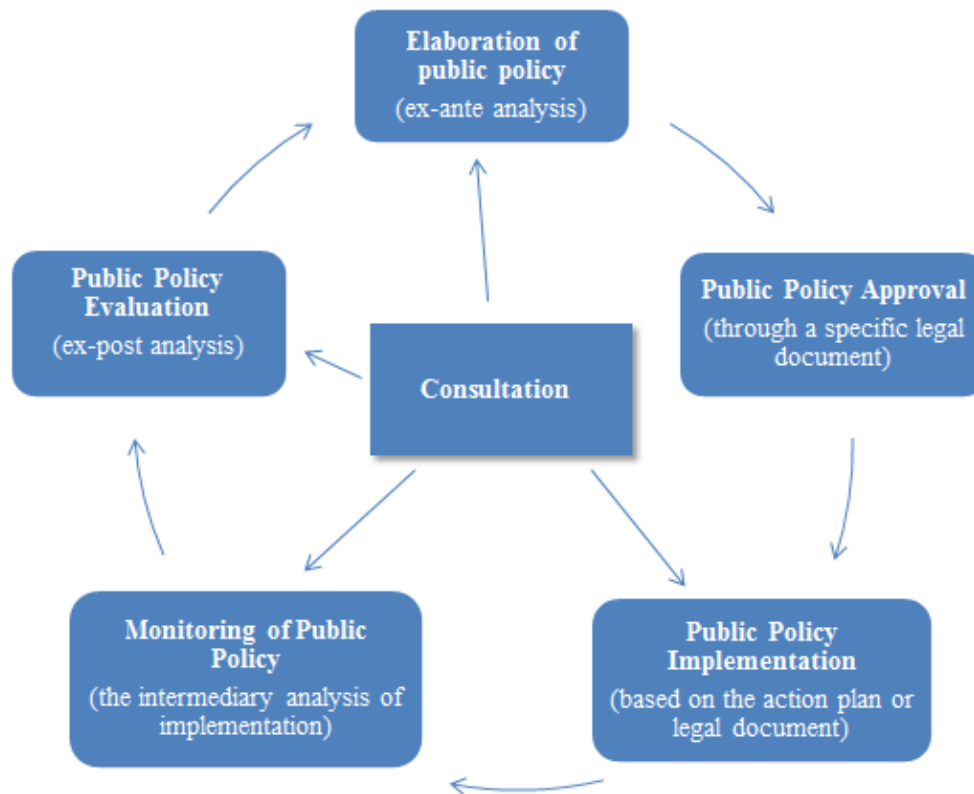 Elaboration of
public policy
(ex-ante analysis)
Public Policy Approval
(through a specific legal
document)
Public Policy
Implementation
(based on the action plan or
legal document)
Monitoring of Public
Policy
(the intermediary analysis of
implementation)
Public Policy
Evaluation
(ex-post analysis)
Consultation